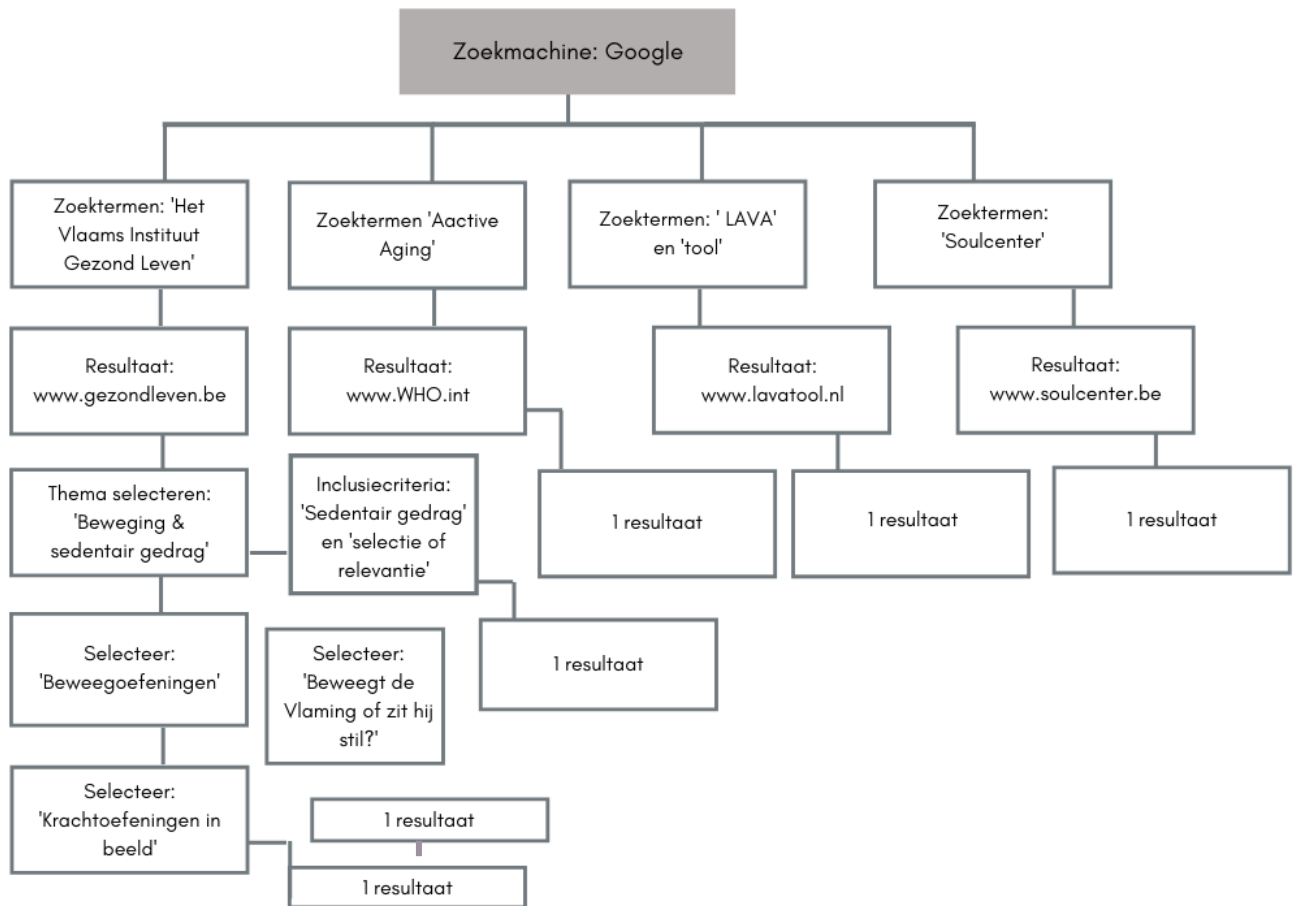 Zoekmachine: Google
Zoektermen: 'Het
Vlaams Instituut
Gezond Leven'
Zoektermen 'Aactive
Aging'
Zoektermen: ' LAVA'
en 'tool'
Zoektermen:
'Soulcenter'
Resultaat:
www.gezondleven.be
Resultaat:
www.WHO.int
Resultaat:
www.lavatool.nl
Resultaat:
www.soulcenter.be
Thema selecteren:
'Beweging &
sedentair gedrag'
Inclusiecriteria:
'Sedentair gedrag'
en 'selectie of
relevantie'
1 resultaat
1 resultaat
1 resultaat
Selecteer:
'Beweegoefeningen'
Selecteer:
'Beweegt de
Vlaming of zit hij
stil?'
1 resultaat
Selecteer:
'Krachtoefeningen in
beeld'
1 resultaat
1 resultaat